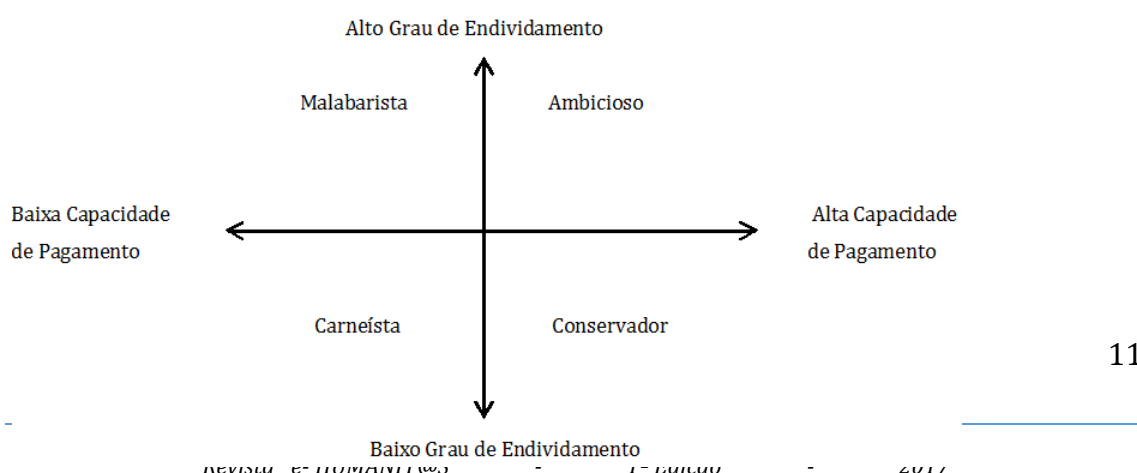 Alto Grau de Endividamento
Malabarista Ambicioso
Baixa Capacidade
de Pagamento
Alta Capacidade
de Pagamento
Carneísta Conservador
11
Baixo Grau de Endividamento